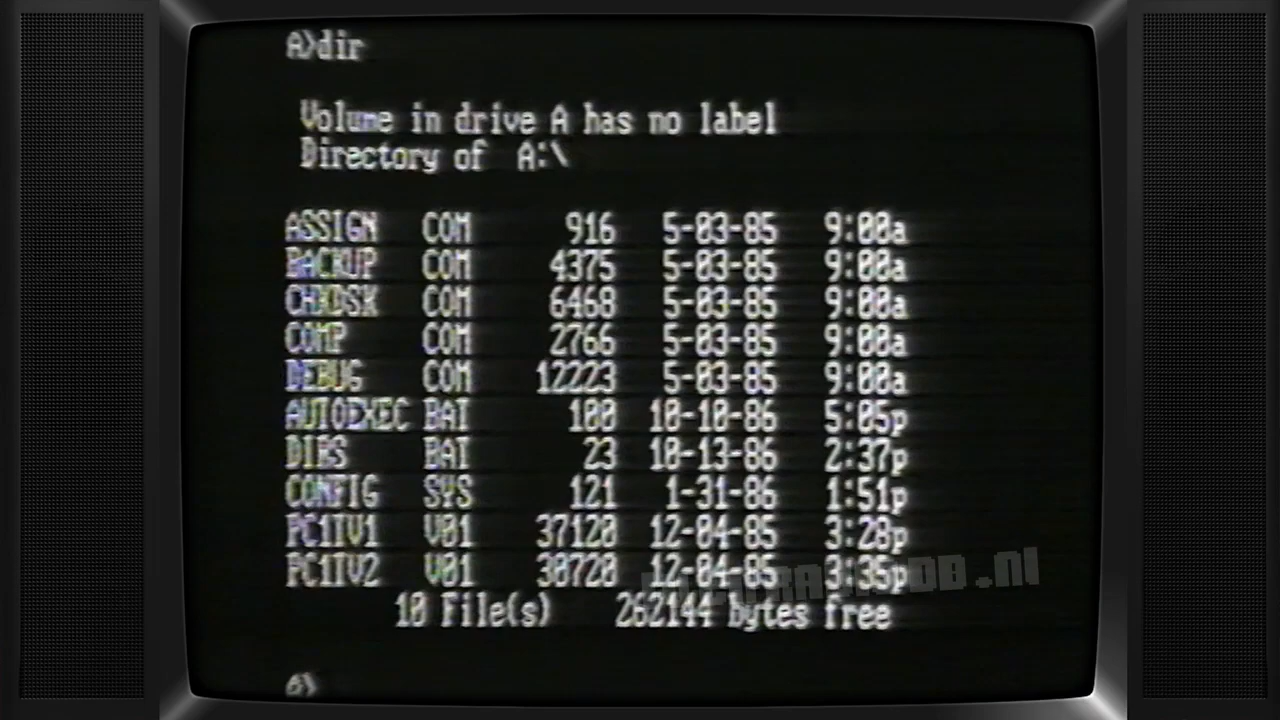 A>dir
Volume in drive A has no label
Directory of A:\
ASSIGN COM 916 5-03-85 9:00a
BACKUP COM 4375 5-03-85 9:00a
CHKDSK COM 6468 5-03-85 9:00a
COMP COM 2766 5-03-85 9:00a
DEBUG COM 12223 5-03-85 9:00a
AUTOEXEC BAT 100 10-10-86 5:05p
DIBS BAT 23 10-13-86 2:37p
CONFIG SYS 121 1-31-86 1:51p
PC1TV1 V01 37120 12-04-85 3:28p
PC1TV2 V01 30720 12-04-85 3:35p
10 File(s) 262144 bytes free
A>